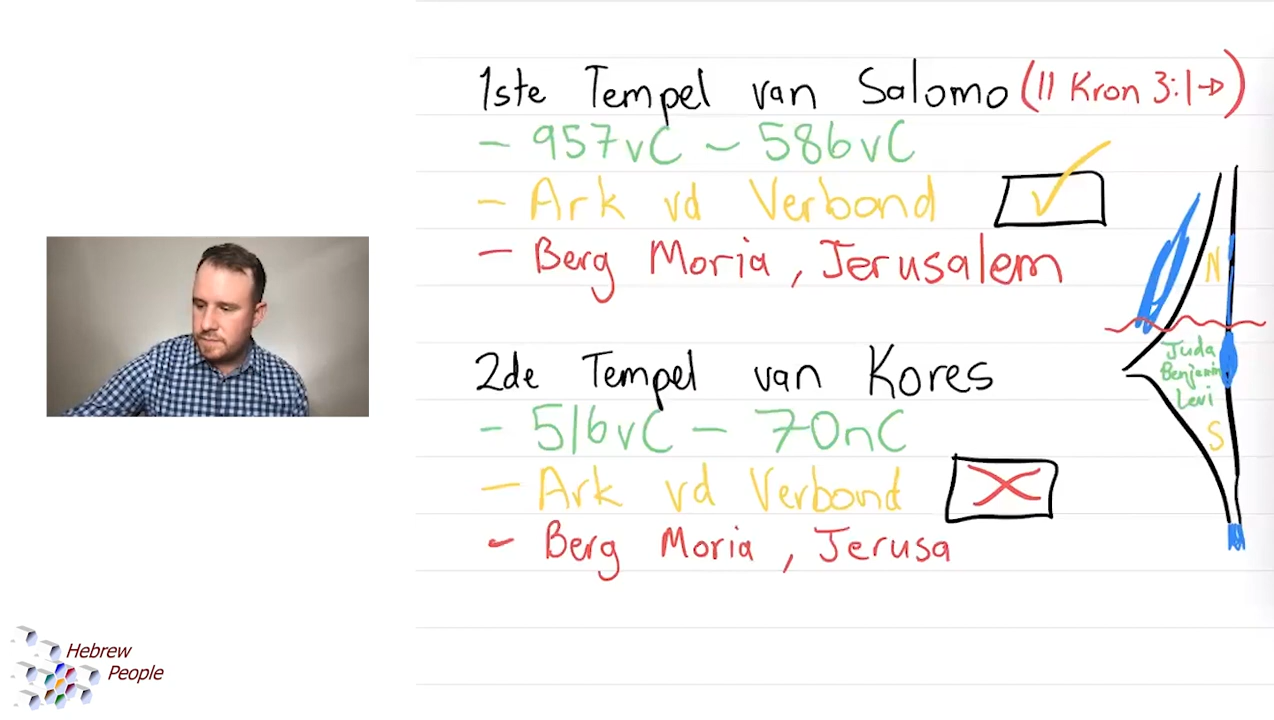 1ste Tempel van Salomo (II Kron 3:1→)
- 957vC - 586vC
- Ark vd Verbond ✓
- Berg Moria, Jerusalem
2de Tempel van Kores
- 516vC - 70nC
- Ark vd Verbond X
- Berg Moria, Jerusa
N
Juda
Benjamin
Levi
S
Hebrew
People